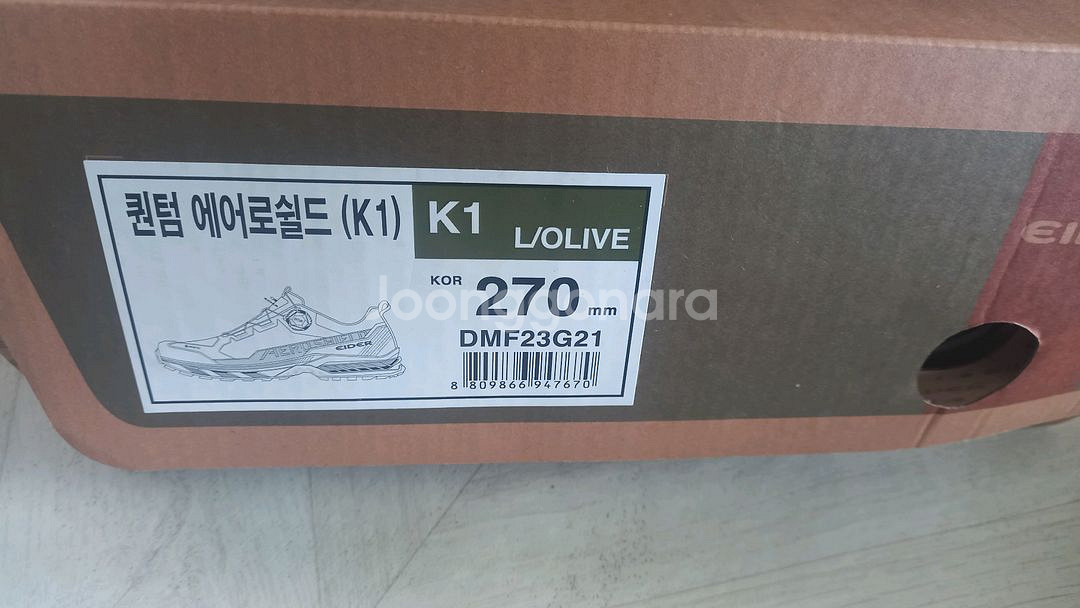 퀀텀 에어로쉴드 (K1)
K1
L/OLIVE
KOR 270 mm
DMF23G21
8 809866 947670
AEROSHIELD
EIDER
Joonggonara